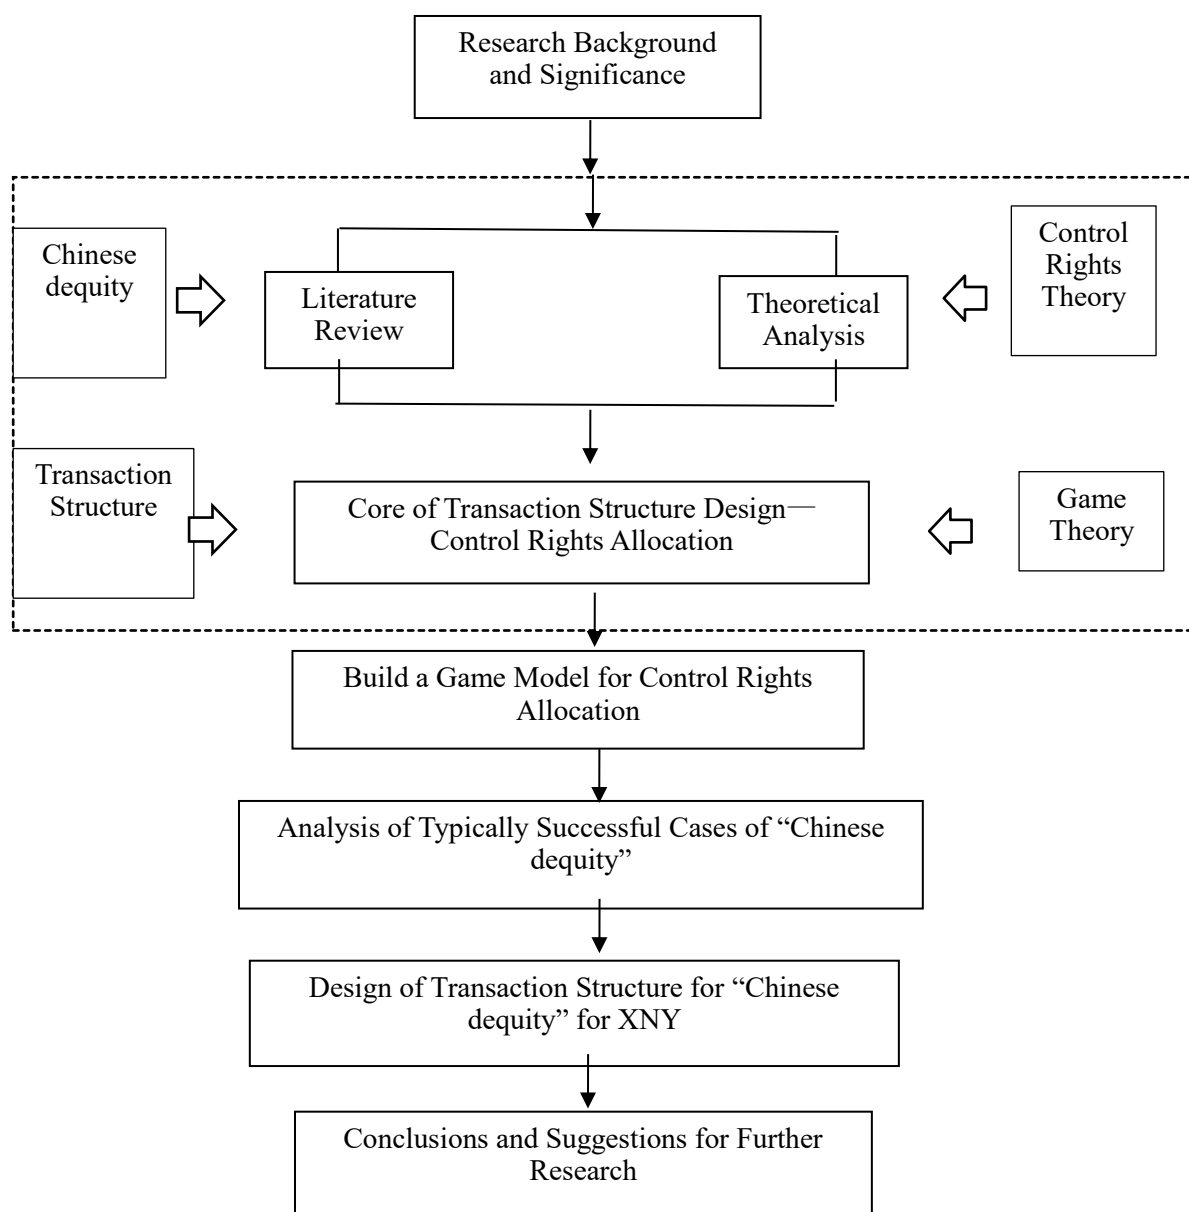 Research Background
and Significance
Chinese
dequity
Literature
Review
Theoretical
Analysis
Control
Rights
Theory
Transaction
Structure
Core of Transaction Structure Design—
Control Rights Allocation
Game
Theory
Build a Game Model for Control Rights
Allocation
Analysis of Typically Successful Cases of “Chinese
dequity”
Design of Transaction Structure for “Chinese
dequity” for XNY
Conclusions and Suggestions for Further
Research